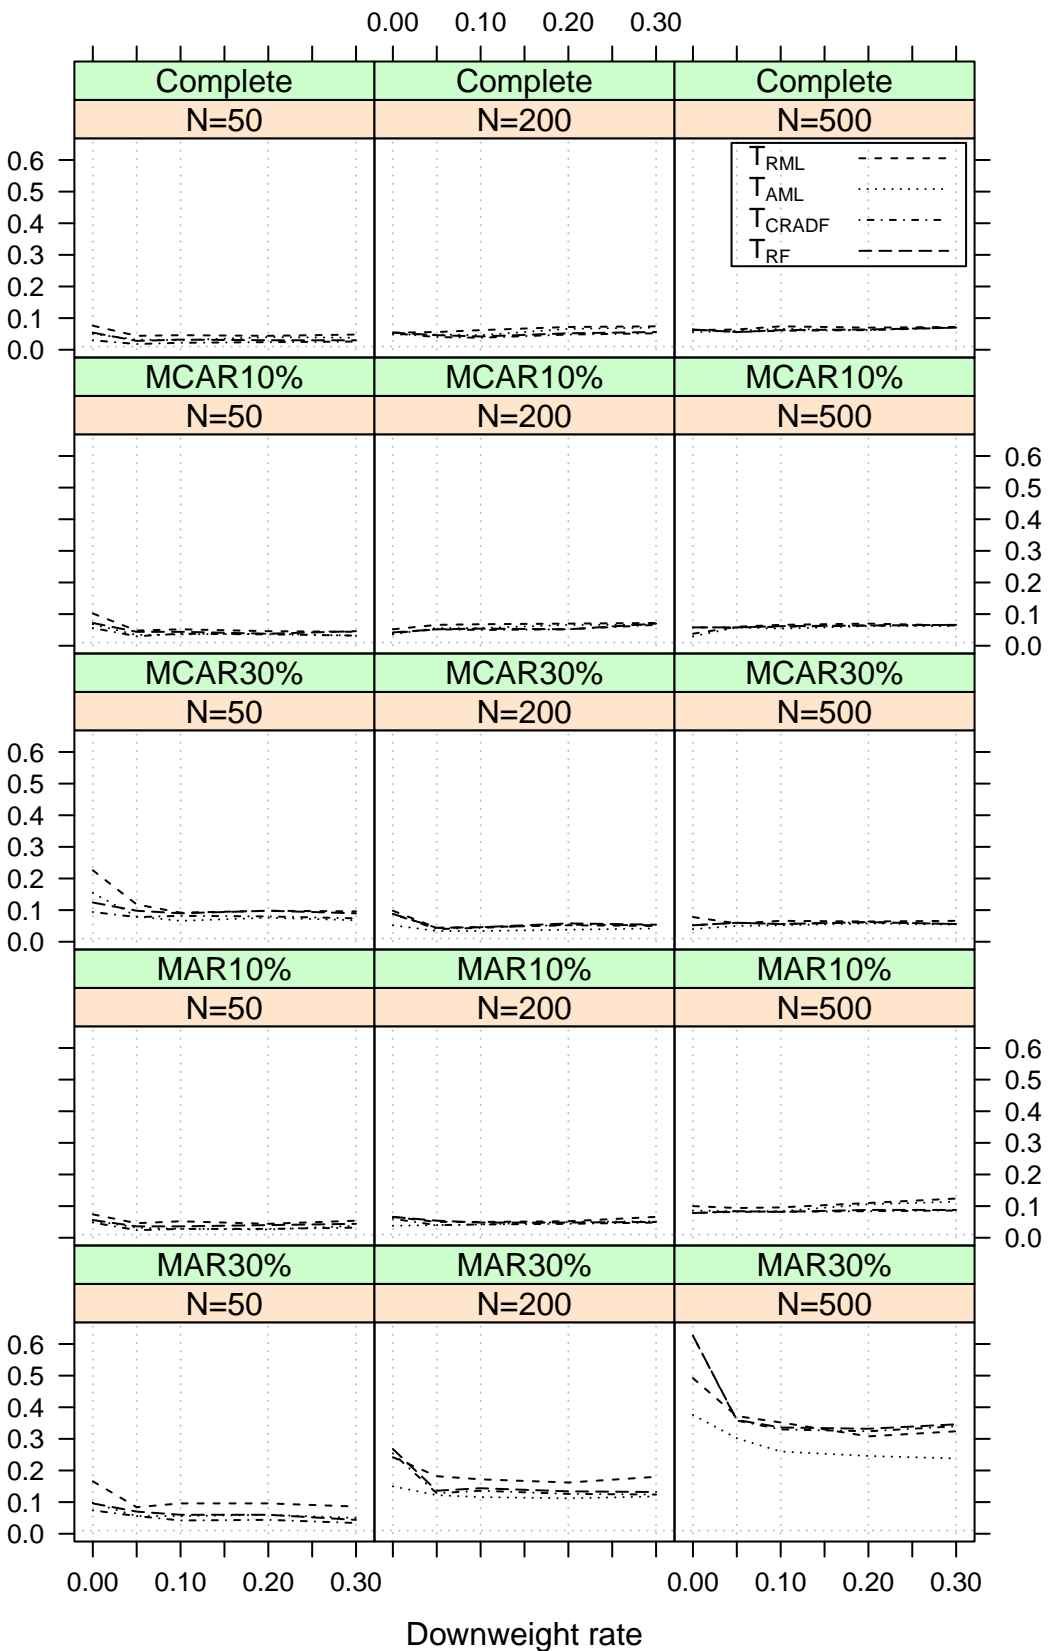 0.00 0.10 0.20 0.30
Complete Complete Complete
N=50 N=200 N=500
0.6
0.5
0.4
0.3
0.2
0.1
0.0
T_RML
T_AML
T_CRADF
T_RF
MCAR10% MCAR10% MCAR10%
N=50 N=200 N=500
0.6
0.5
0.4
0.3
0.2
0.1
0.0
MCAR30% MCAR30% MCAR30%
N=50 N=200 N=500
0.6
0.5
0.4
0.3
0.2
0.1
0.0
MAR10% MAR10% MAR10%
N=50 N=200 N=500
0.6
0.5
0.4
0.3
0.2
0.1
0.0
MAR30% MAR30% MAR30%
N=50 N=200 N=500
0.6
0.5
0.4
0.3
0.2
0.1
0.0
0.00 0.10 0.20 0.30 0.00 0.10 0.20 0.30
Downweight rate